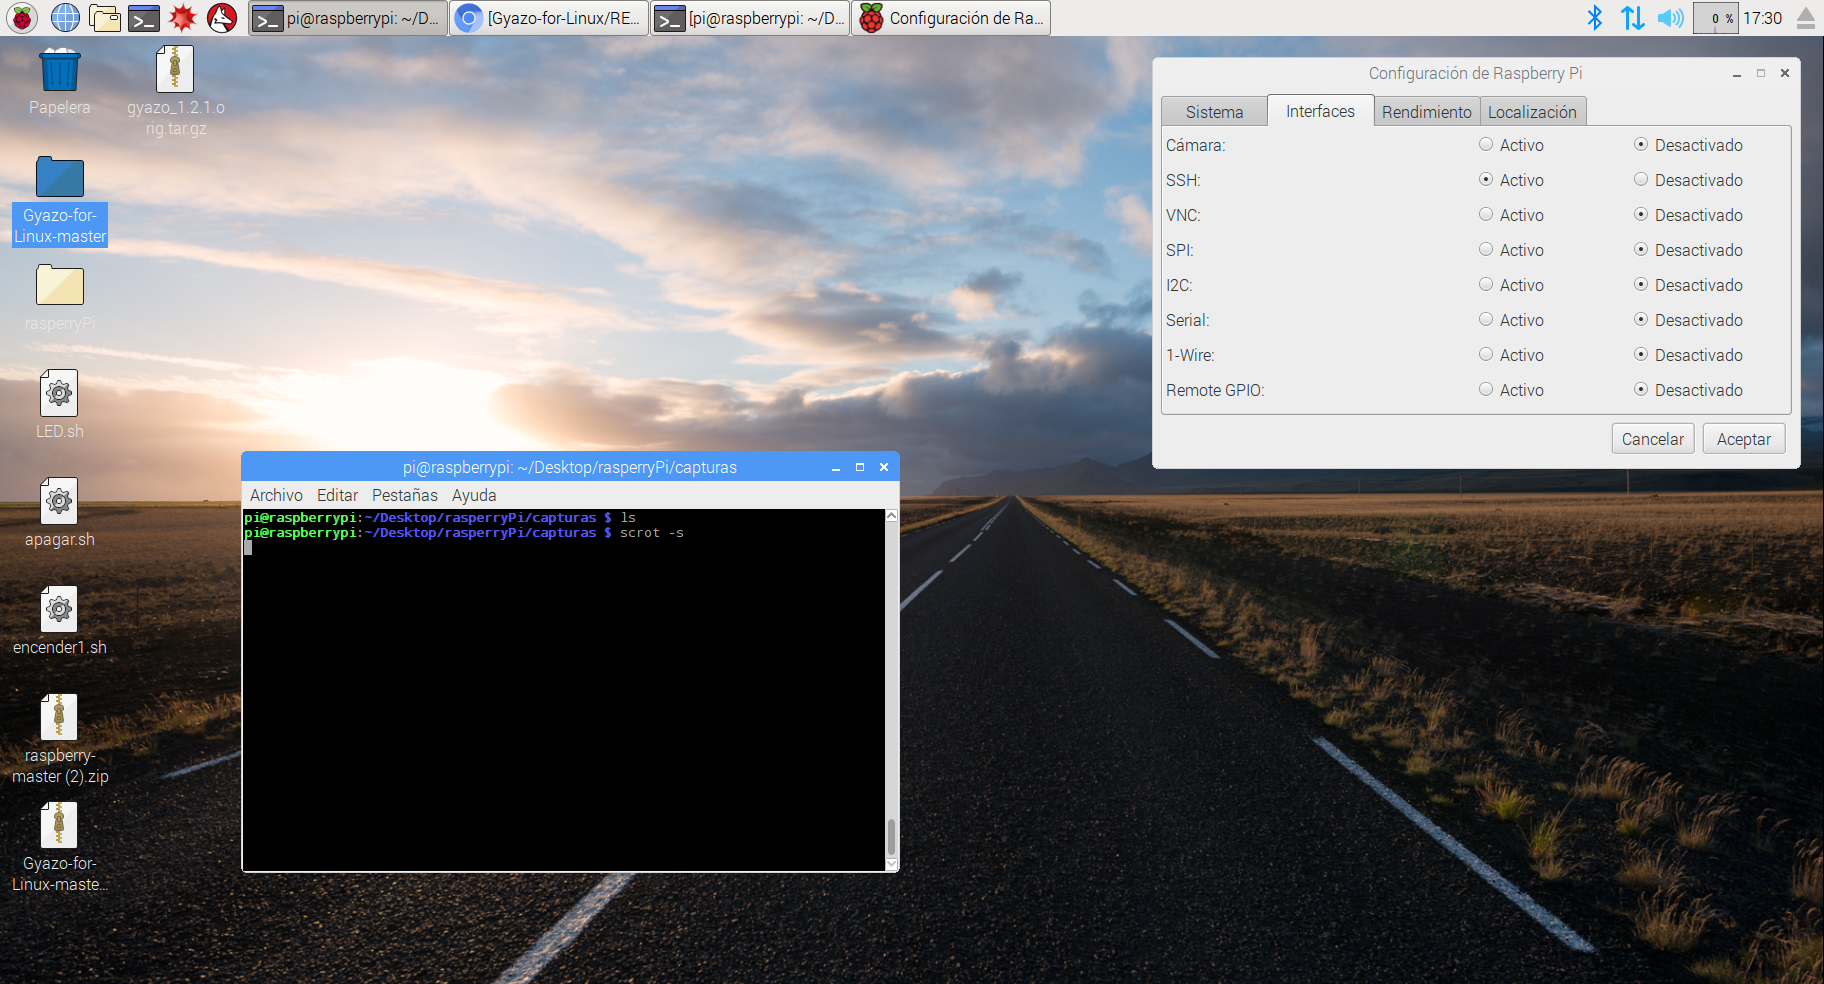 pi@raspberrypi: ~/D...
[Gyazo-for-Linux/RE...
[pi@raspberrypi: ~/D...
Configuración de Ra...
0 %
17:30
Papelera
gyazo_1.2.1.o
rig.tar.gz
Gyazo-for-
Linux-master
rasperryPi
LED.sh
apagar.sh
encender1.sh
raspberry-
master (2).zip
Gyazo-for-
Linux-maste...
Configuración de Raspberry Pi
Sistema Interfaces Rendimiento Localización
Cámara: Activo Desactivado
SSH: Activo Desactivado
VNC: Activo Desactivado
SPI: Activo Desactivado
I2C: Activo Desactivado
Serial: Activo Desactivado
1-Wire: Activo Desactivado
Remote GPIO: Activo Desactivado
Cancelar Aceptar
pi@raspberrypi: ~/Desktop/rasperryPi/capturas
Archivo Editar Pestañas Ayuda
pi@raspberrypi:~/Desktop/rasperryPi/capturas $ ls
pi@raspberrypi:~/Desktop/rasperryPi/capturas $ scrot -s